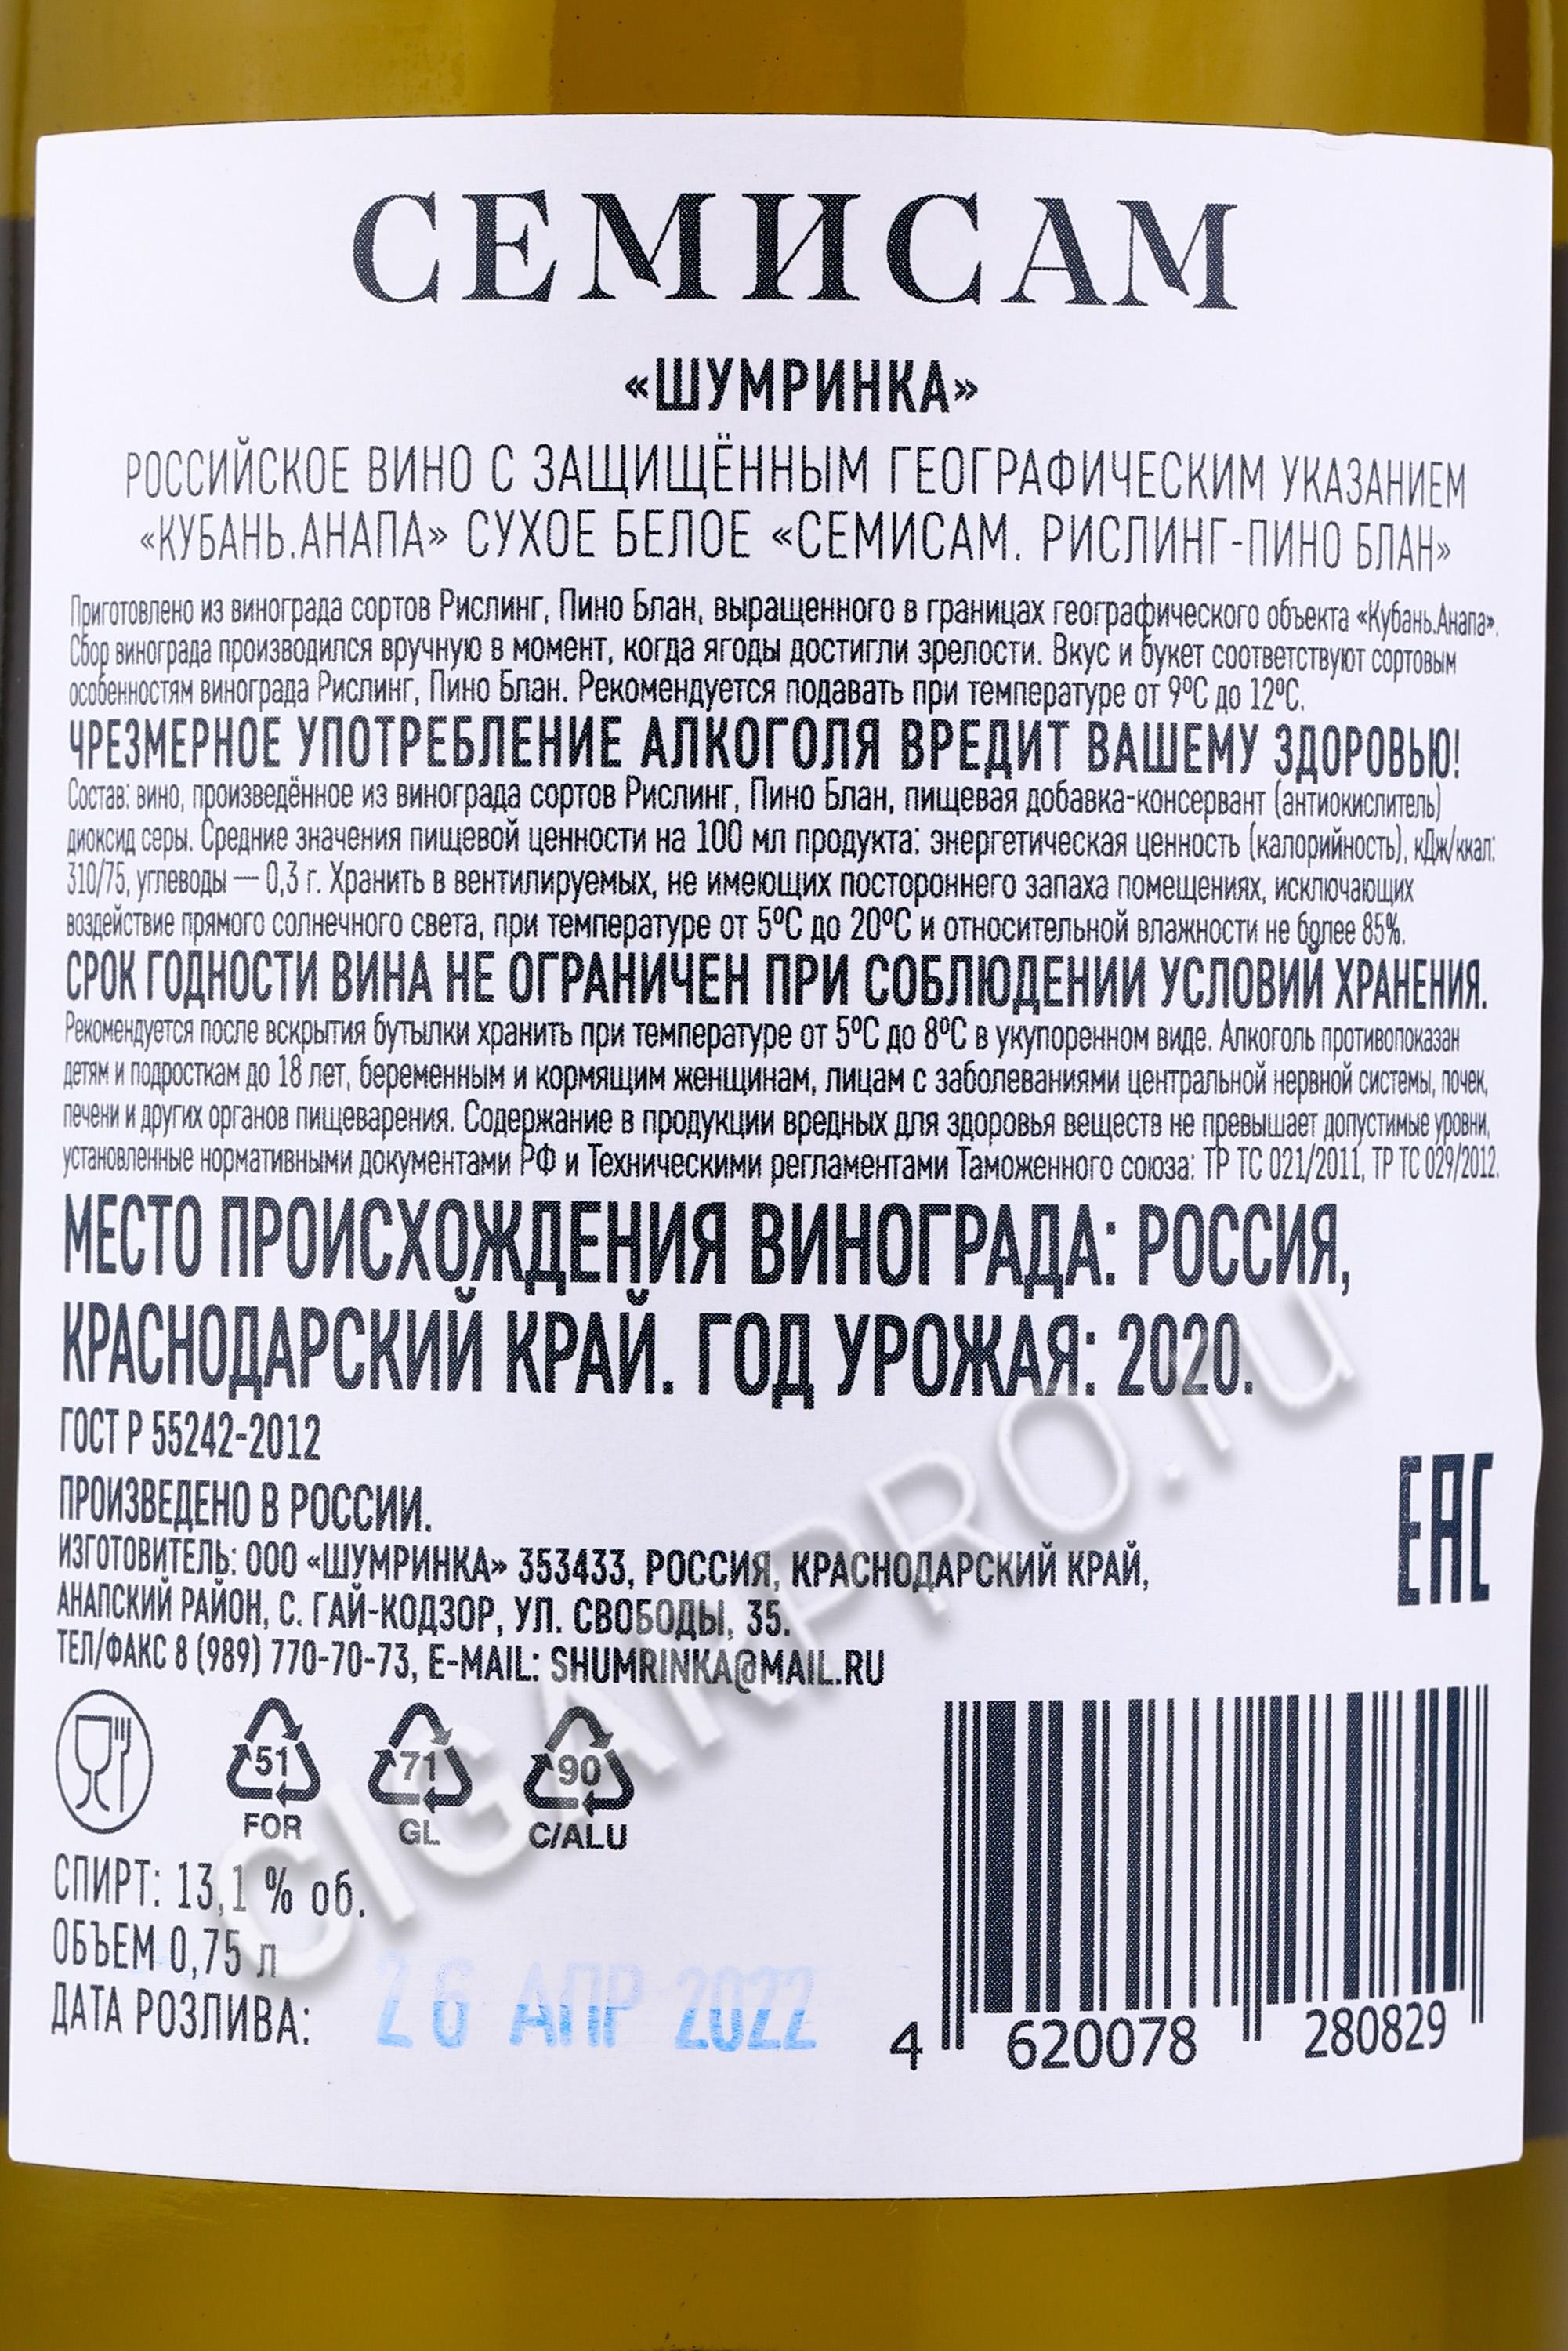 СЕМИСАМ
«ШУМРИНКА»
РОССИЙСКОЕ ВИНО С ЗАЩИЩЁННЫМ ГЕОГРАФИЧЕСКИМ УКАЗАНИЕМ
«КУБАНЬ.АНАПА» СУХОЕ БЕЛОЕ «СЕМИСАМ. РИСЛИНГ-ПИНО БЛАН»
Приготовлено из винограда сортов Рислинг, Пино Блан, выращенного в границах географического объекта «Кубань.Анапа».
Сбор винограда производился вручную в момент, когда ягоды достигли зрелости. Вкус и букет соответствуют сортовым
особенностям винограда Рислинг, Пино Блан. Рекомендуется подавать при температуре от 9°С до 12°С.
ЧРЕЗМЕРНОЕ УПОТРЕБЛЕНИЕ АЛКОГОЛЯ ВРЕДИТ ВАШЕМУ ЗДОРОВЬЮ!
Состав: вино, произведённое из винограда сортов Рислинг, Пино Блан, пищевая добавка-консервант (антиокислитель)
диоксид серы. Средние значения пищевой ценности на 100 мл продукта: энергетическая ценность (калорийность), кДж/ккал:
310/75, углеводы — 0,3 г. Хранить в вентилируемых, не имеющих постороннего запаха помещениях, исключающих
воздействие прямого солнечного света, при температуре от 5°С до 20°С и относительной влажности не более 85%.
СРОК ГОДНОСТИ ВИНА НЕ ОГРАНИЧЕН ПРИ СОБЛЮДЕНИИ УСЛОВИЙ ХРАНЕНИЯ.
Рекомендуется после вскрытия бутылки хранить при температуре от 5°С до 8°С в укупоренном виде. Алкоголь противопоказан
детям и подросткам до 18 лет, беременным и кормящим женщинам, лицам с заболеваниями центральной нервной системы, почек,
печени и других органов пищеварения. Содержание в продукции вредных для здоровья веществ не превышает допустимые уровни,
установленные нормативными документами РФ и Техническими регламентами Таможенного союза: ТР ТС 021/2011, ТР ТС 029/2012.
МЕСТО ПРОИСХОЖДЕНИЯ ВИНОГРАДА: РОССИЯ,
КРАСНОДАРСКИЙ КРАЙ. ГОД УРОЖАЯ: 2020.
ГОСТ Р 55242-2012
ПРОИЗВЕДЕНО В РОССИИ.
ИЗГОТОВИТЕЛЬ: ООО «ШУМРИНКА» 353433, РОССИЯ, КРАСНОДАРСКИЙ КРАЙ,
АНАПСКИЙ РАЙОН, С. ГАЙ-КОДЗОР, УЛ. СВОБОДЫ, 35.
ТЕЛ/ФАКС 8 (989) 770-70-73, E-MAIL: SHUMRINKA@MAIL.RU
EAC
51 71 90
FOR GL C/ALU
СПИРТ: 13,1 % об.
ОБЪЕМ 0,75 л
ДАТА РОЗЛИВА: 26 АПР 2022
4 620078 280829
CIGARPRO.ru